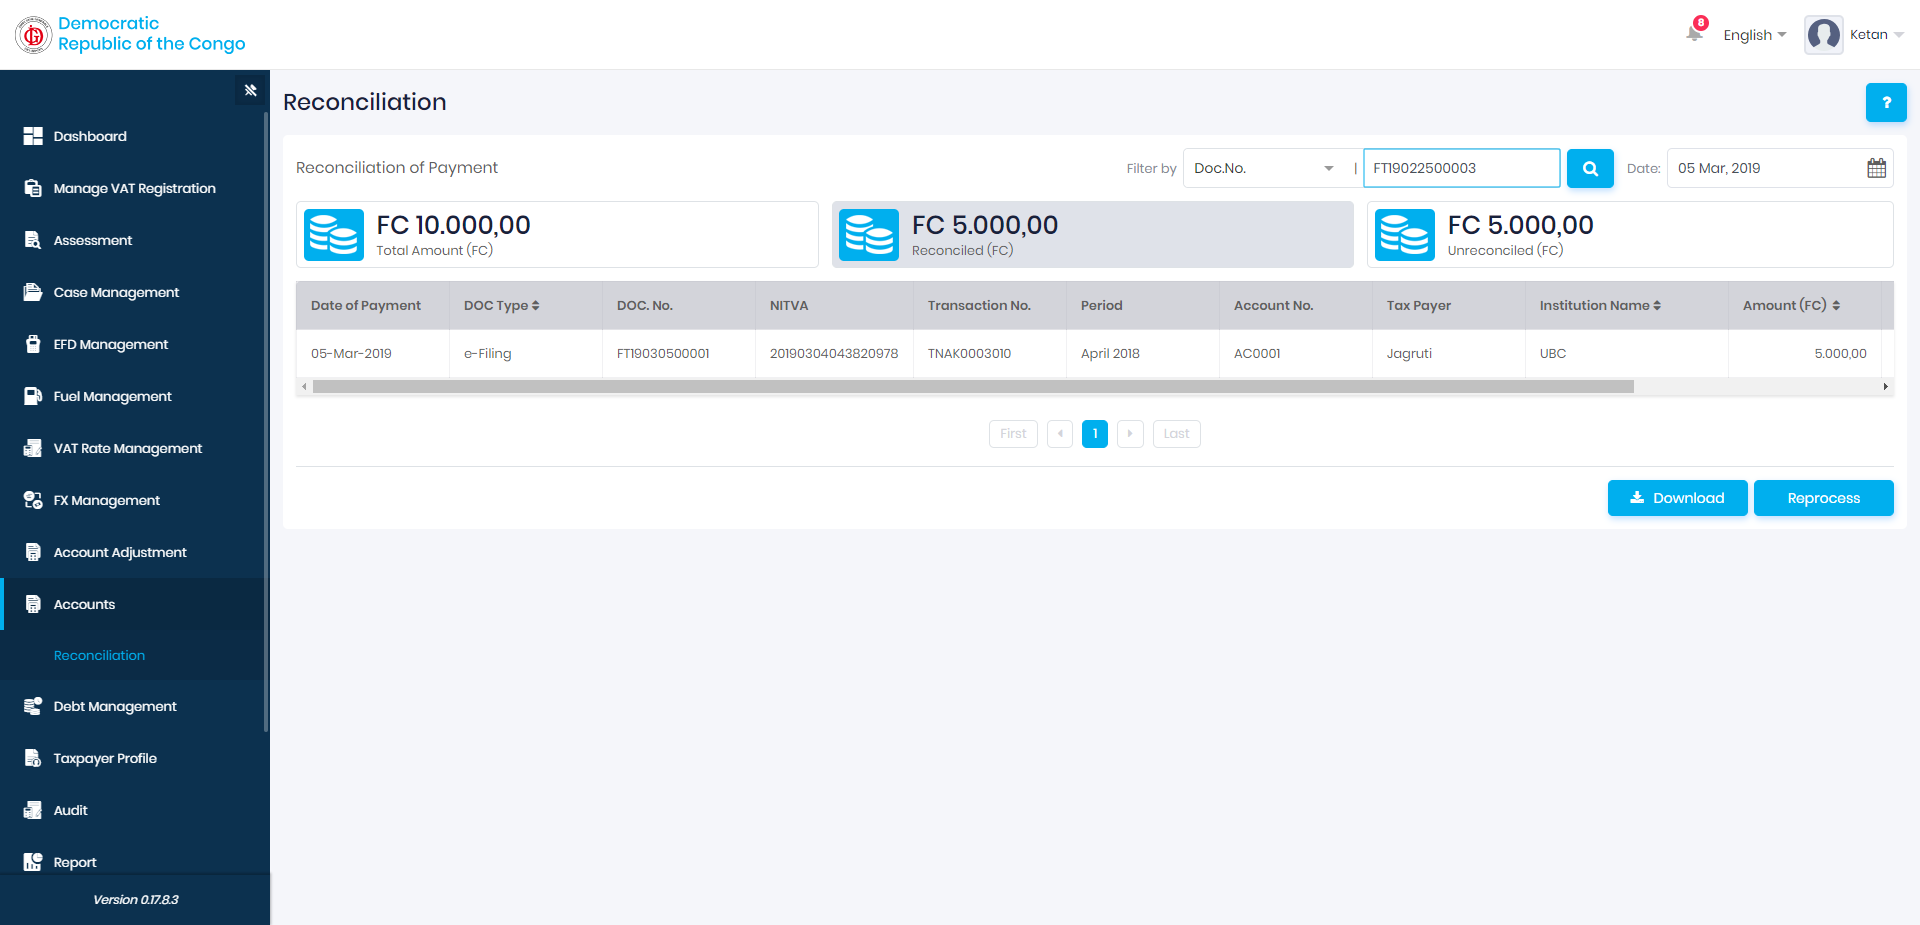 Democratic
Republic of the Congo
8
English
Ketan
Reconciliation
?
Dashboard
Manage VAT Registration
Assessment
Case Management
EFD Management
Fuel Management
VAT Rate Management
FX Management
Account Adjustment
Accounts
Reconciliation
Debt Management
Taxpayer Profile
Audit
Report
Version 0.17.8.3
Reconciliation of Payment
Filter by Doc.No. | FT19022500003 Date: 05 Mar, 2019
FC 10.000,00
Total Amount (FC)
FC 5.000,00
Reconciled (FC)
FC 5.000,00
Unreconciled (FC)
Date of Payment DOC Type DOC. No. NITVA Transaction No. Period Account No. Tax Payer Institution Name Amount (FC)
05-Mar-2019 e-Filing FT19030500001 20190304043820978 TNAK0003010 April 2018 AC0001 Jagruti UBC 5.000,00
First 1 Last
Download Reprocess